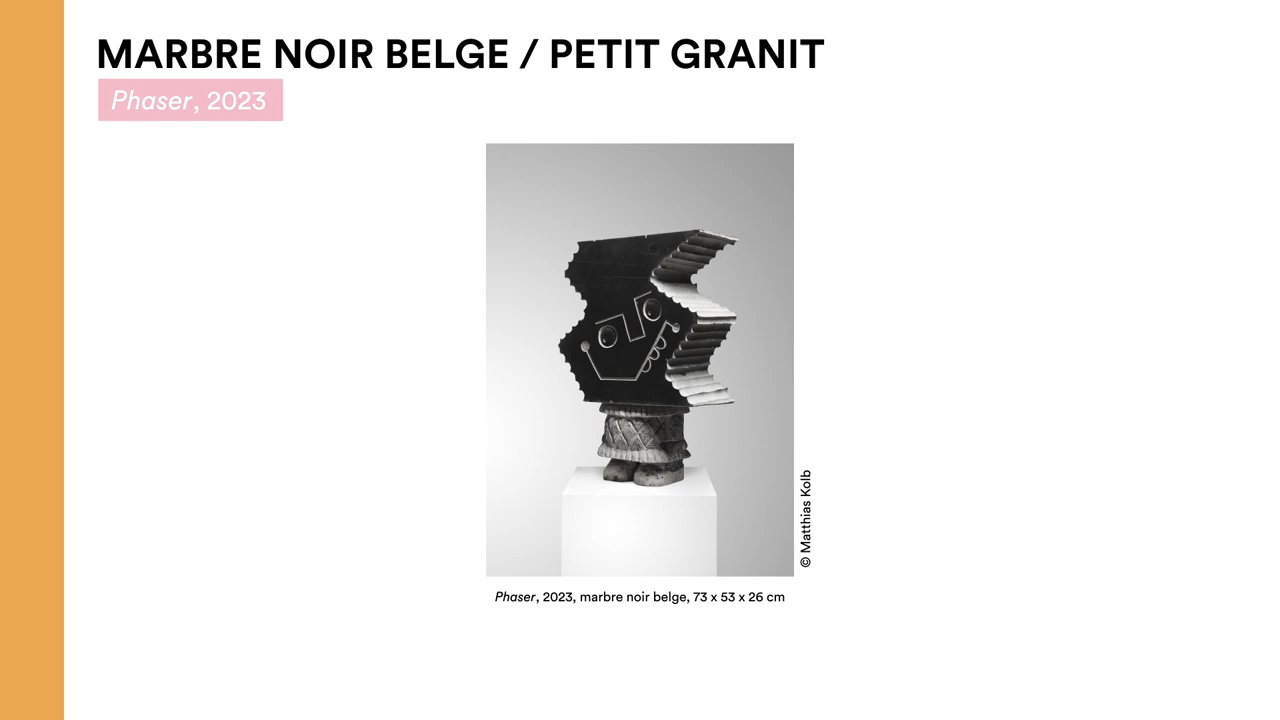 MARBRE NOIR BELGE / PETIT GRANIT
Phaser, 2023
© Matthias Kolb
Phaser, 2023, marbre noir belge, 73 x 53 x 26 cm